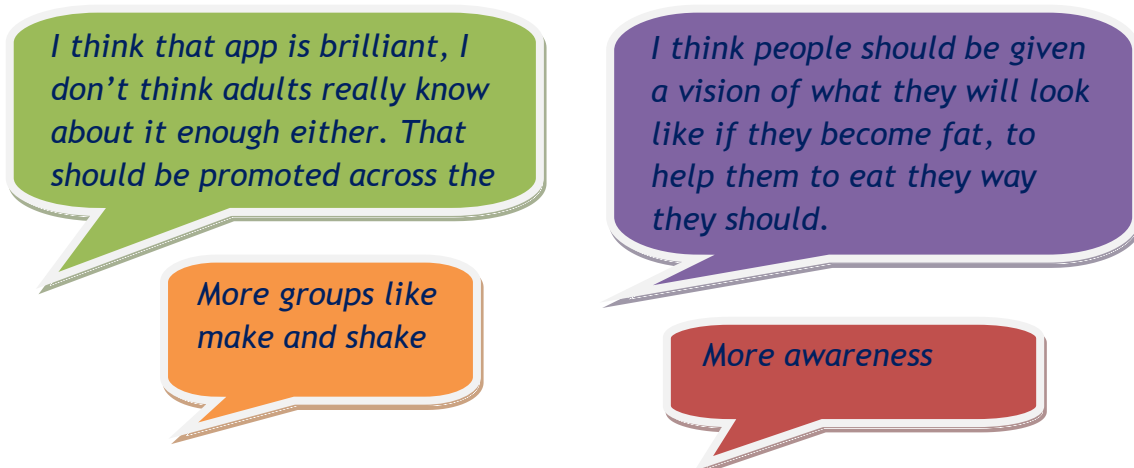 I think that app is brilliant, I
don’t think adults really know
about it enough either. That
should be promoted across the
I think people should be given
a vision of what they will look
like if they become fat, to
help them to eat they way
they should.
More groups like
make and shake
More awareness